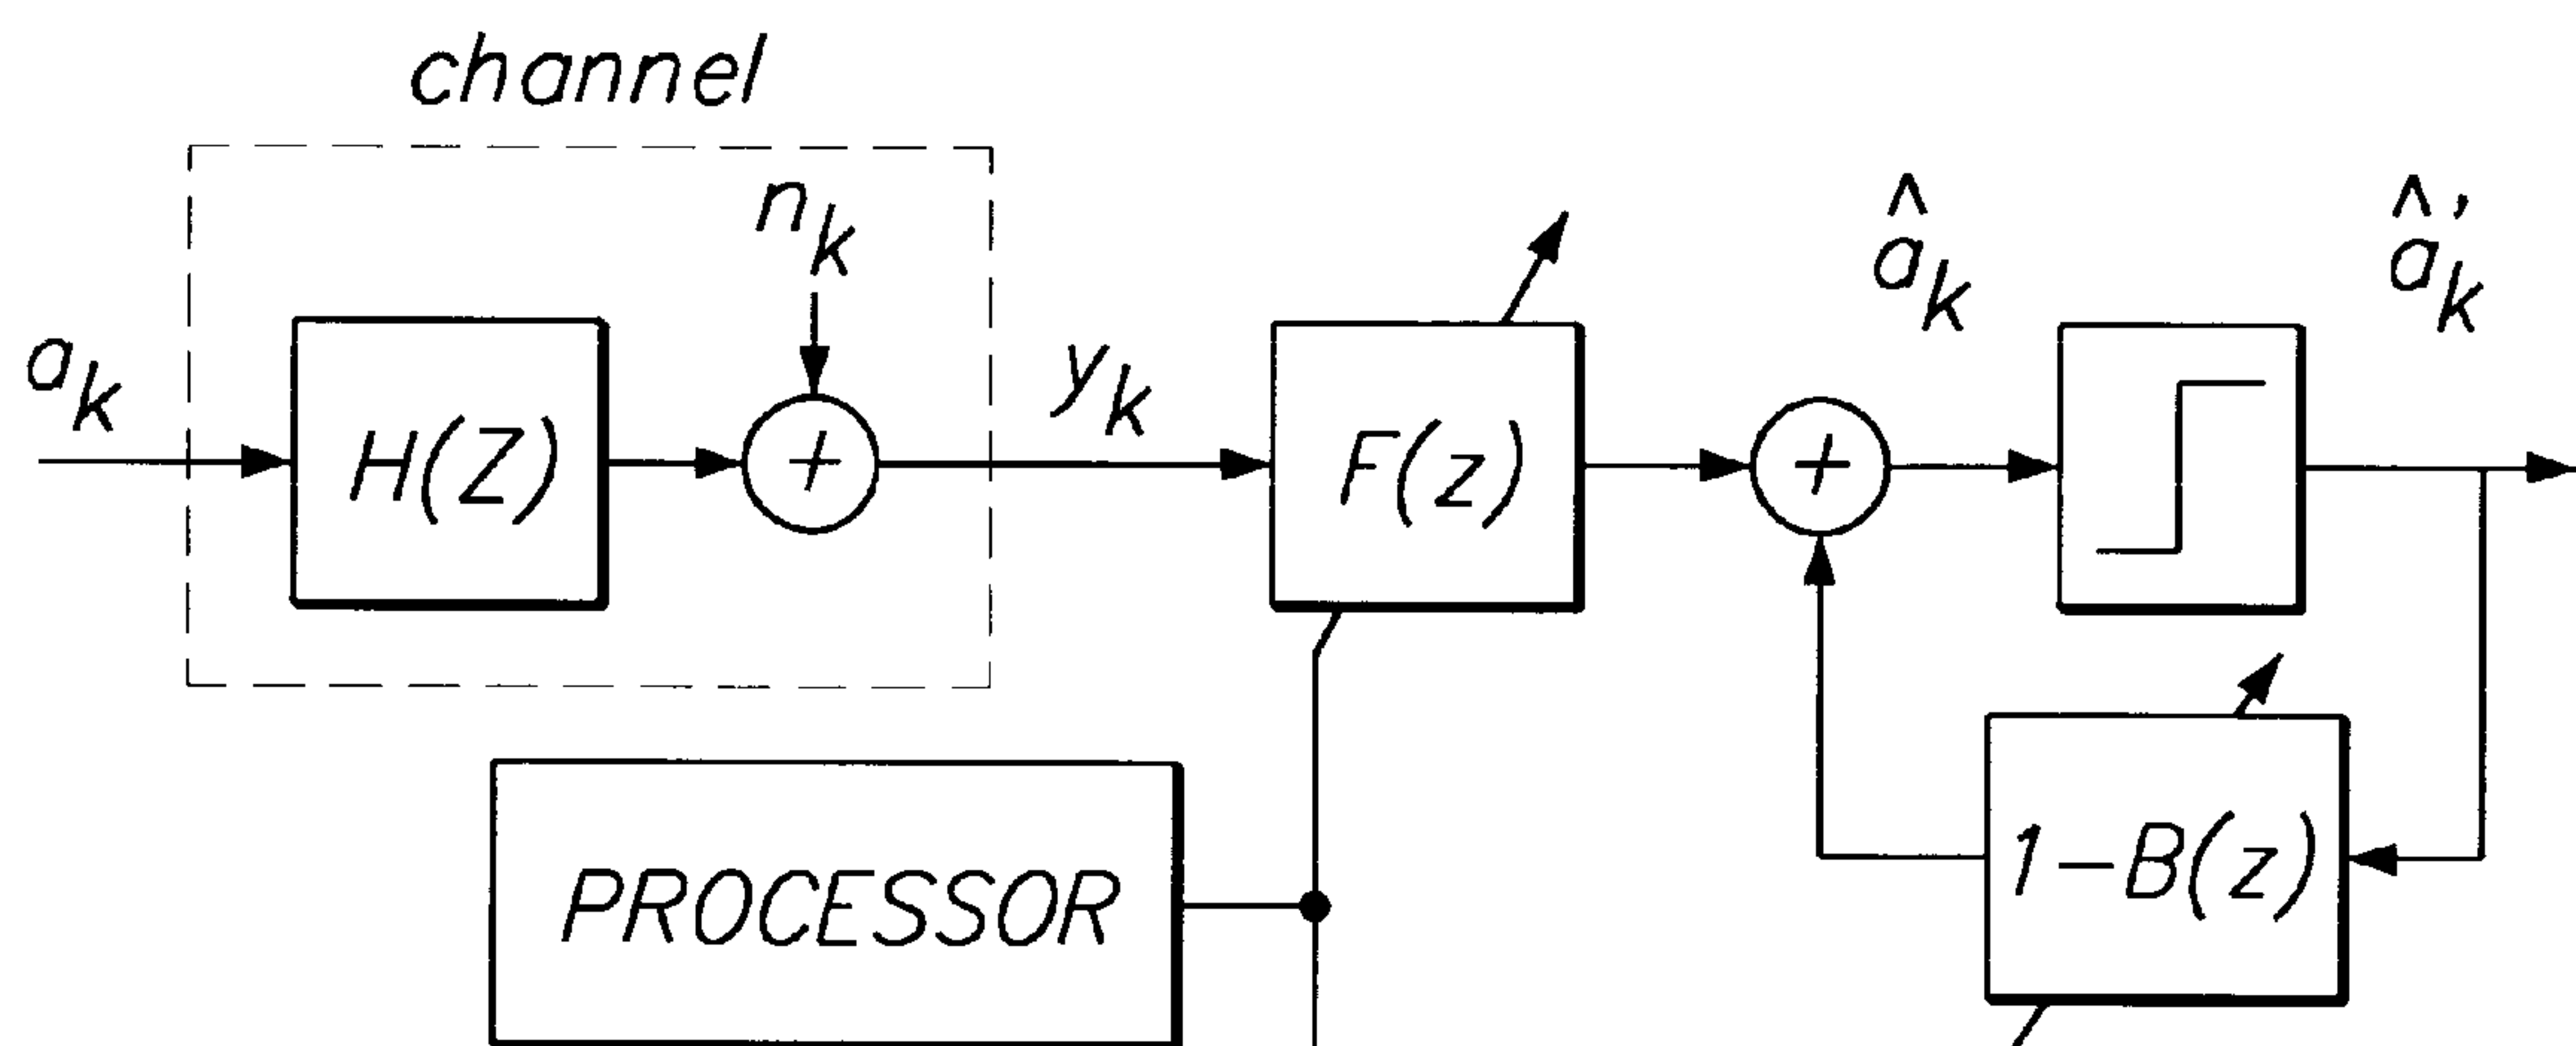 channel
n_k
a_k
H(Z)
+
y_k
F(z)
+
â_k
â'_k
1-B(z)
PROCESSOR